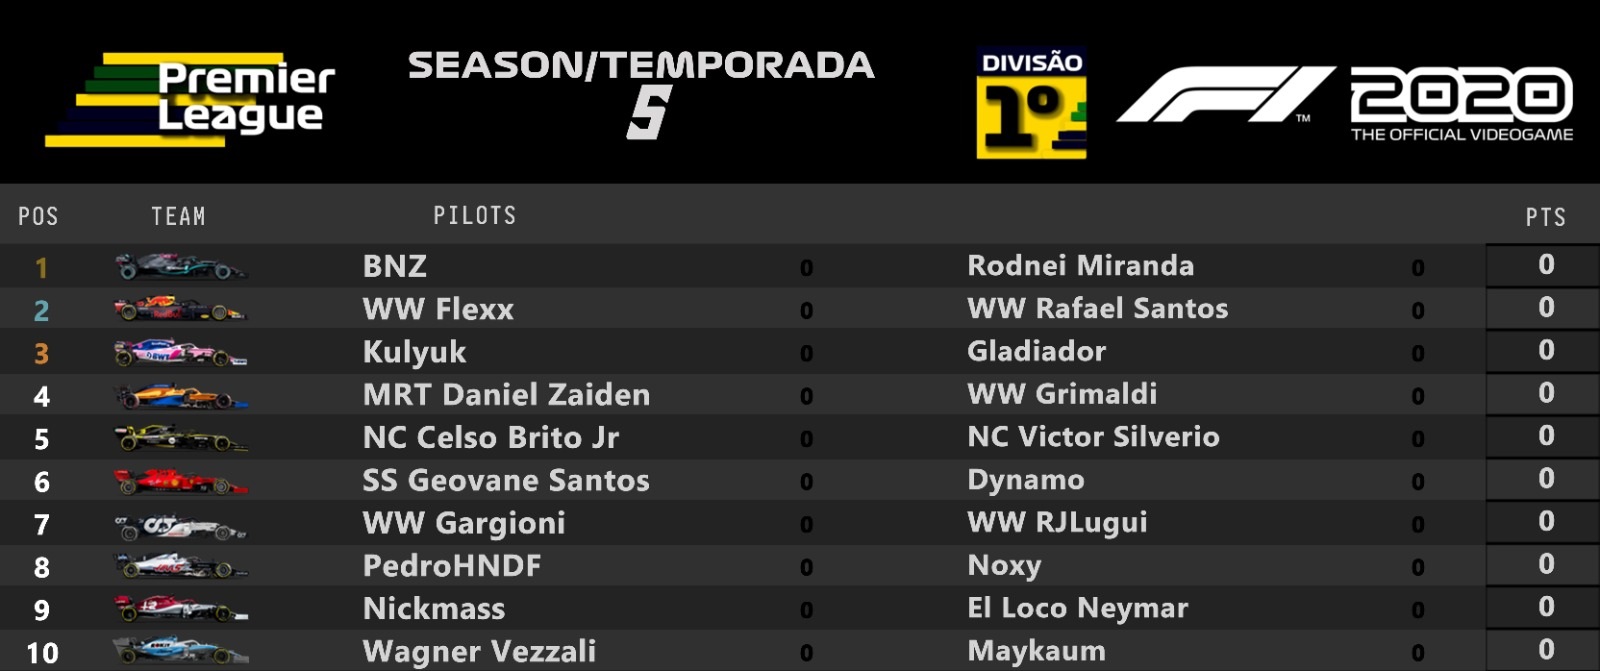 Premier
League
SEASON/TEMPORADA
5
DIVISÃO
1º
F1 ™ 2020
THE OFFICIAL VIDEOGAME
POS TEAM PILOTS PTS
1 BNZ 0 Rodnei Miranda 0 0
2 WW Flexx 0 WW Rafael Santos 0 0
3 Kulyuk 0 Gladiador 0 0
4 MRT Daniel Zaiden 0 WW Grimaldi 0 0
5 NC Celso Brito Jr 0 NC Victor Silverio 0 0
6 SS Geovane Santos 0 Dynamo 0 0
7 WW Gargioni 0 WW RJLugui 0 0
8 PedroHNDF 0 Noxy 0 0
9 Nickmass 0 El Loco Neymar 0 0
10 Wagner Vezzali 0 Maykaum 0 0